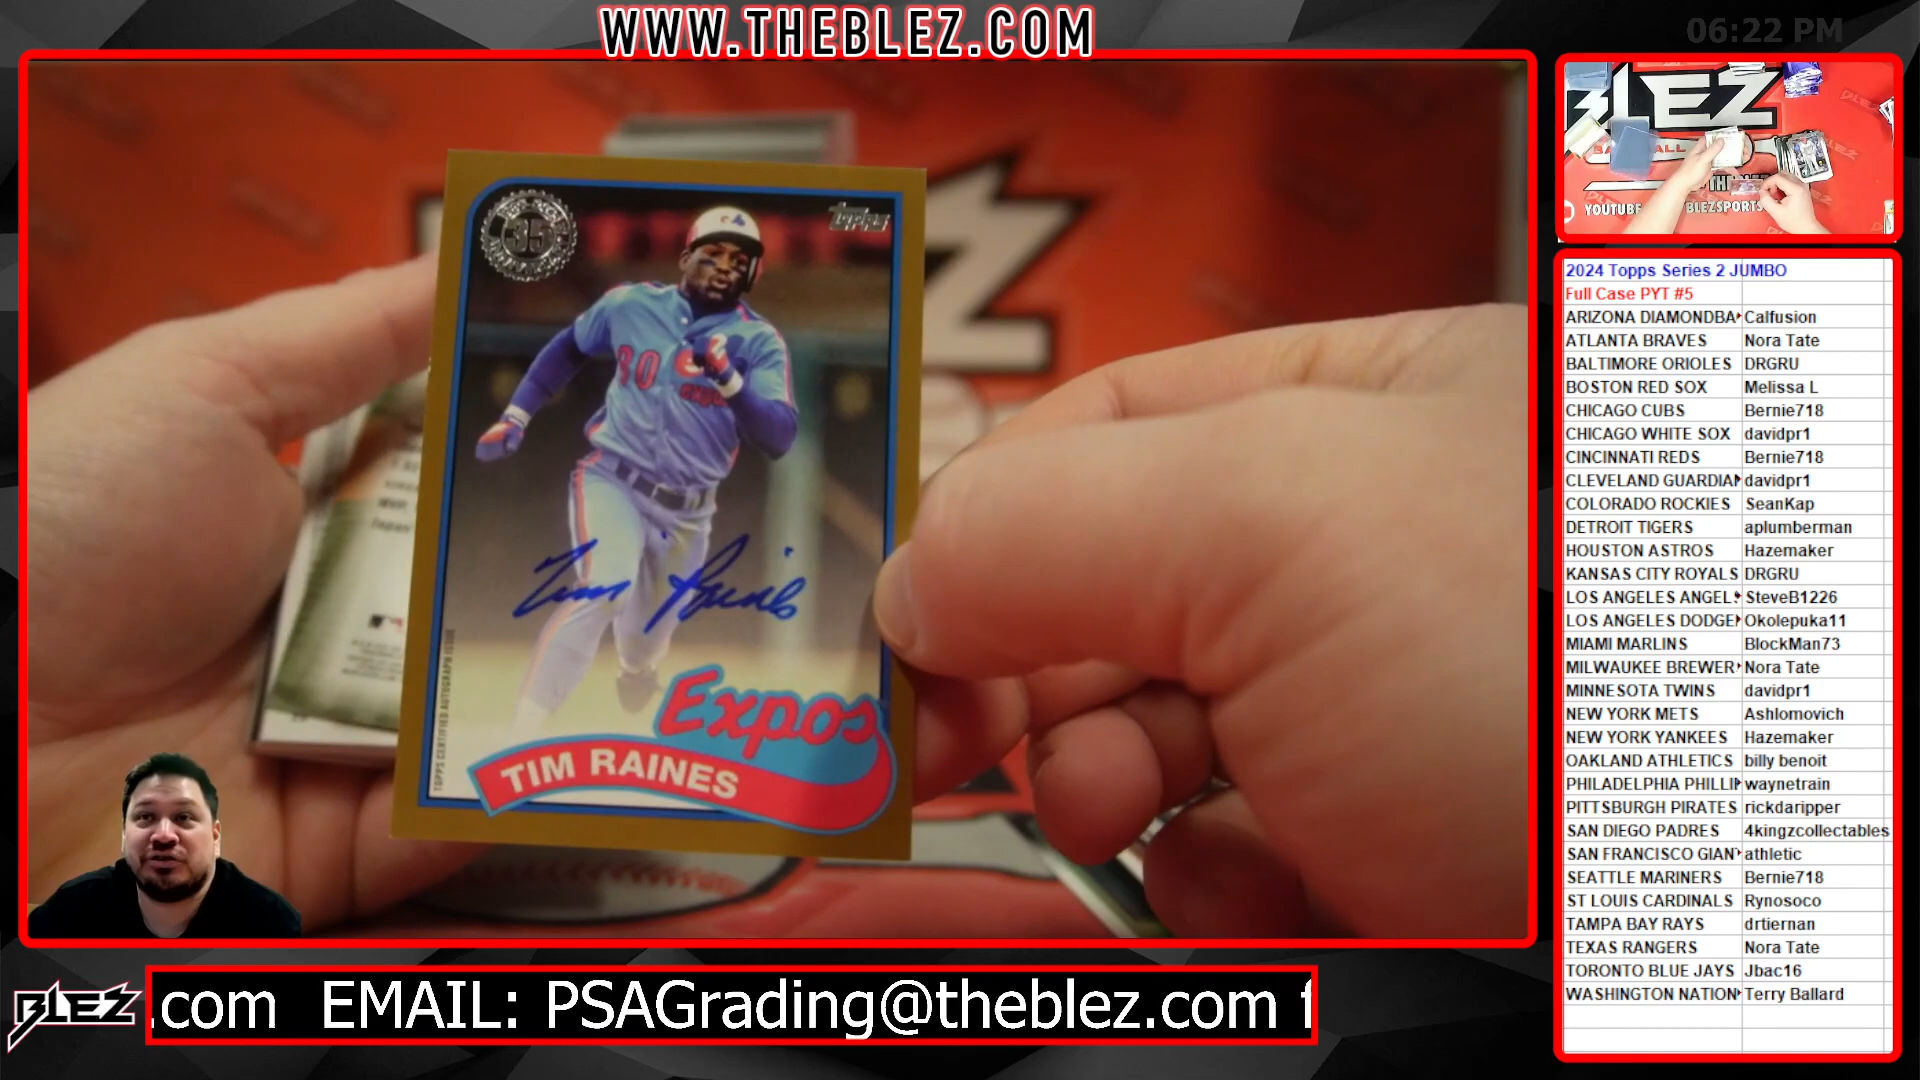 WWW.THEBLEZ.COM
06:22 PM
35
Topps
30
Expos
Tim Raines
TOPPS CERTIFIED AUTOGRAPH ISSUE
Expos
TIM RAINES
BLEZ
YOUTUBE
BLEZSPORTS
2024 Topps Series 2 JUMBO
Full Case PYT #5
ARIZONA DIAMONDBA Calfusion
ATLANTA BRAVES Nora Tate
BALTIMORE ORIOLES DRGRU
BOSTON RED SOX Melissa L
CHICAGO CUBS Bernie718
CHICAGO WHITE SOX davidpr1
CINCINNATI REDS Bernie718
CLEVELAND GUARDIAN davidpr1
COLORADO ROCKIES SeanKap
DETROIT TIGERS aplumberman
HOUSTON ASTROS Hazemaker
KANSAS CITY ROYALS DRGRU
LOS ANGELES ANGELS SteveB1226
LOS ANGELES DODGE Okolepuka11
MIAMI MARLINS BlockMan73
MILWAUKEE BREWER Nora Tate
MINNESOTA TWINS davidpr1
NEW YORK METS Ashlomovich
NEW YORK YANKEES Hazemaker
OAKLAND ATHLETICS billy benoit
PHILADELPHIA PHILLI waynetrain
PITTSBURGH PIRATES rickdaripper
SAN DIEGO PADRES 4kingzcollectables
SAN FRANCISCO GIAN athletic
SEATTLE MARINERS Bernie718
ST LOUIS CARDINALS Rynosoco
TAMPA BAY RAYS drtiernan
TEXAS RANGERS Nora Tate
TORONTO BLUE JAYS Jbac16
WASHINGTON NATION Terry Ballard
BLEZ
.com EMAIL: PSAGrading@theblez.com f